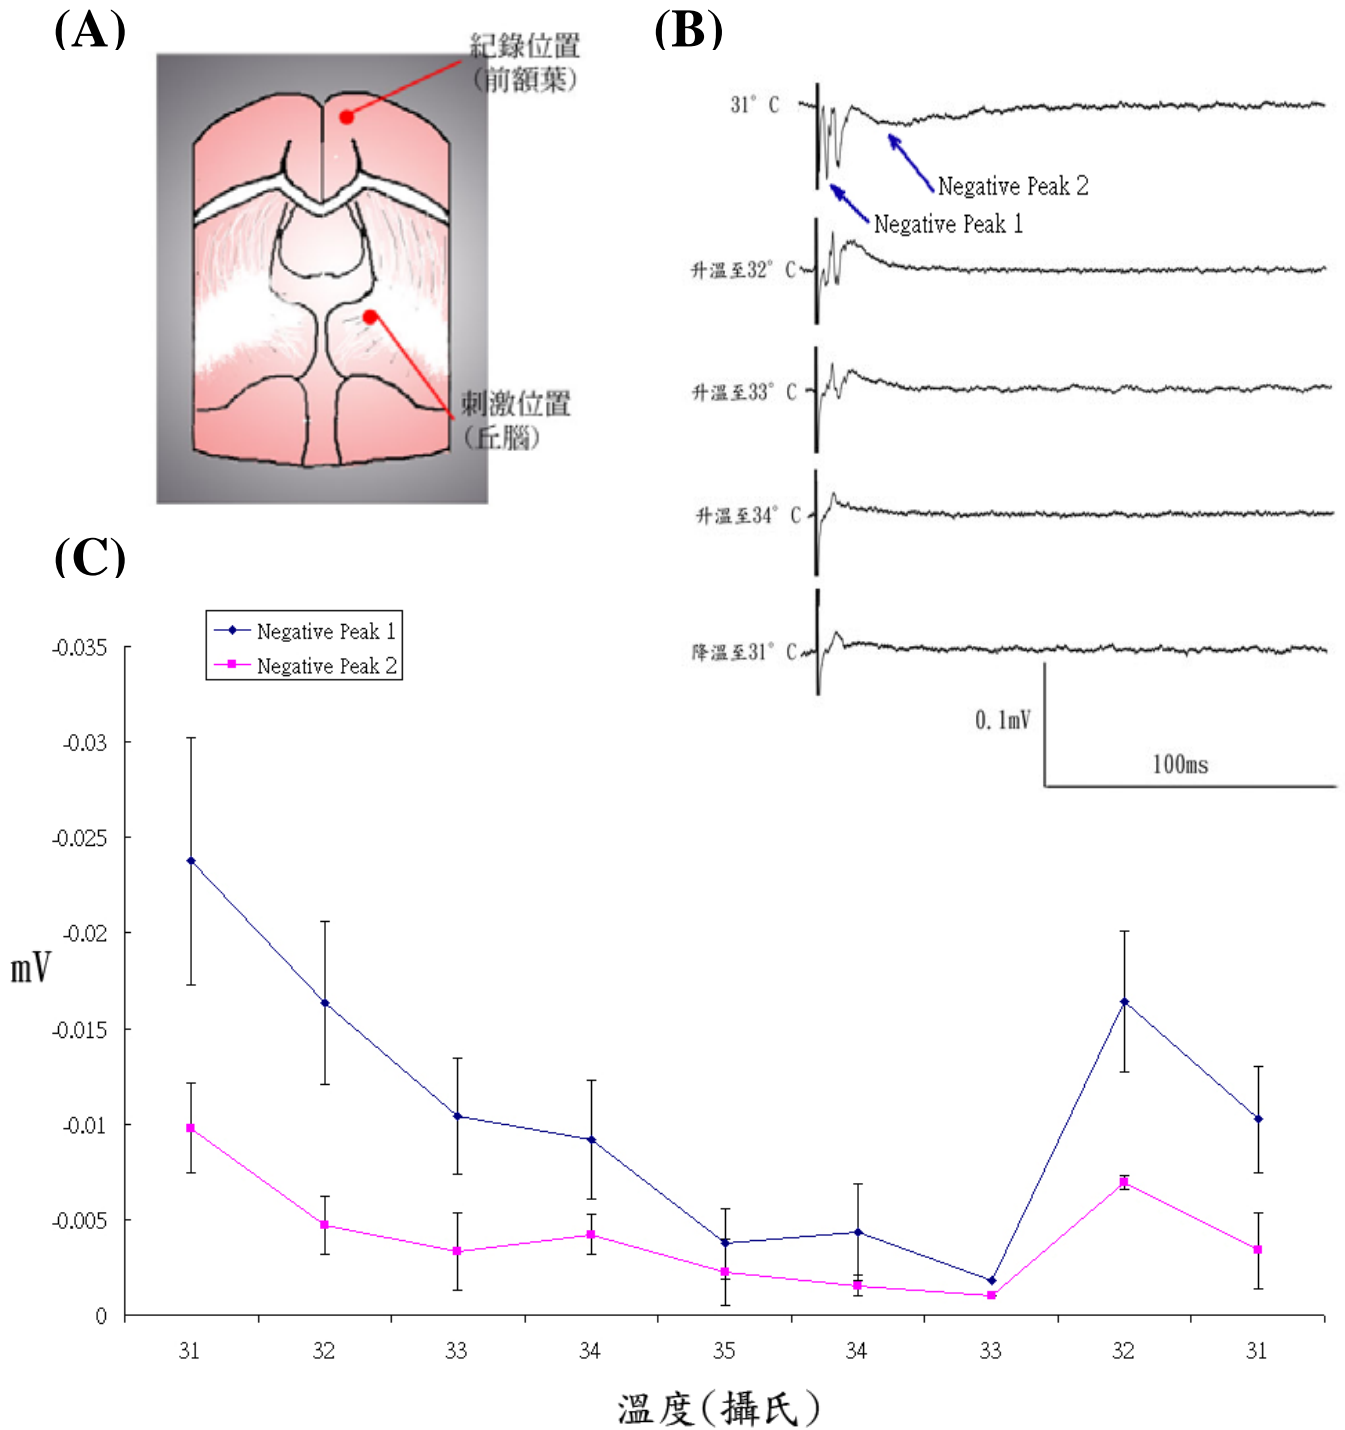 (A)
紀錄位置
(前額葉)
刺激位置
(丘腦)
(B)
31° C
Negative Peak 2
Negative Peak 1
升溫至32° C
升溫至33° C
升溫至34° C
降溫至31° C
0.1mV
100ms
(C)
Negative Peak 1
Negative Peak 2
-0.035
-0.03
-0.025
-0.02
-0.015
-0.01
-0.005
0
mV
31 32 33 34 35 34 33 32 31
溫度(攝氏)